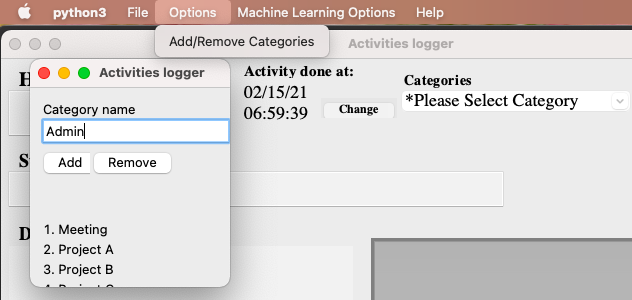 python3 File Options Machine Learning Options Help
Add/Remove Categories
Activities logger
Activities logger
Category name
Admin
Add Remove
1. Meeting
2. Project A
3. Project B
Activity done at:
02/15/21
06:59:39
Change
Categories
*Please Select Category